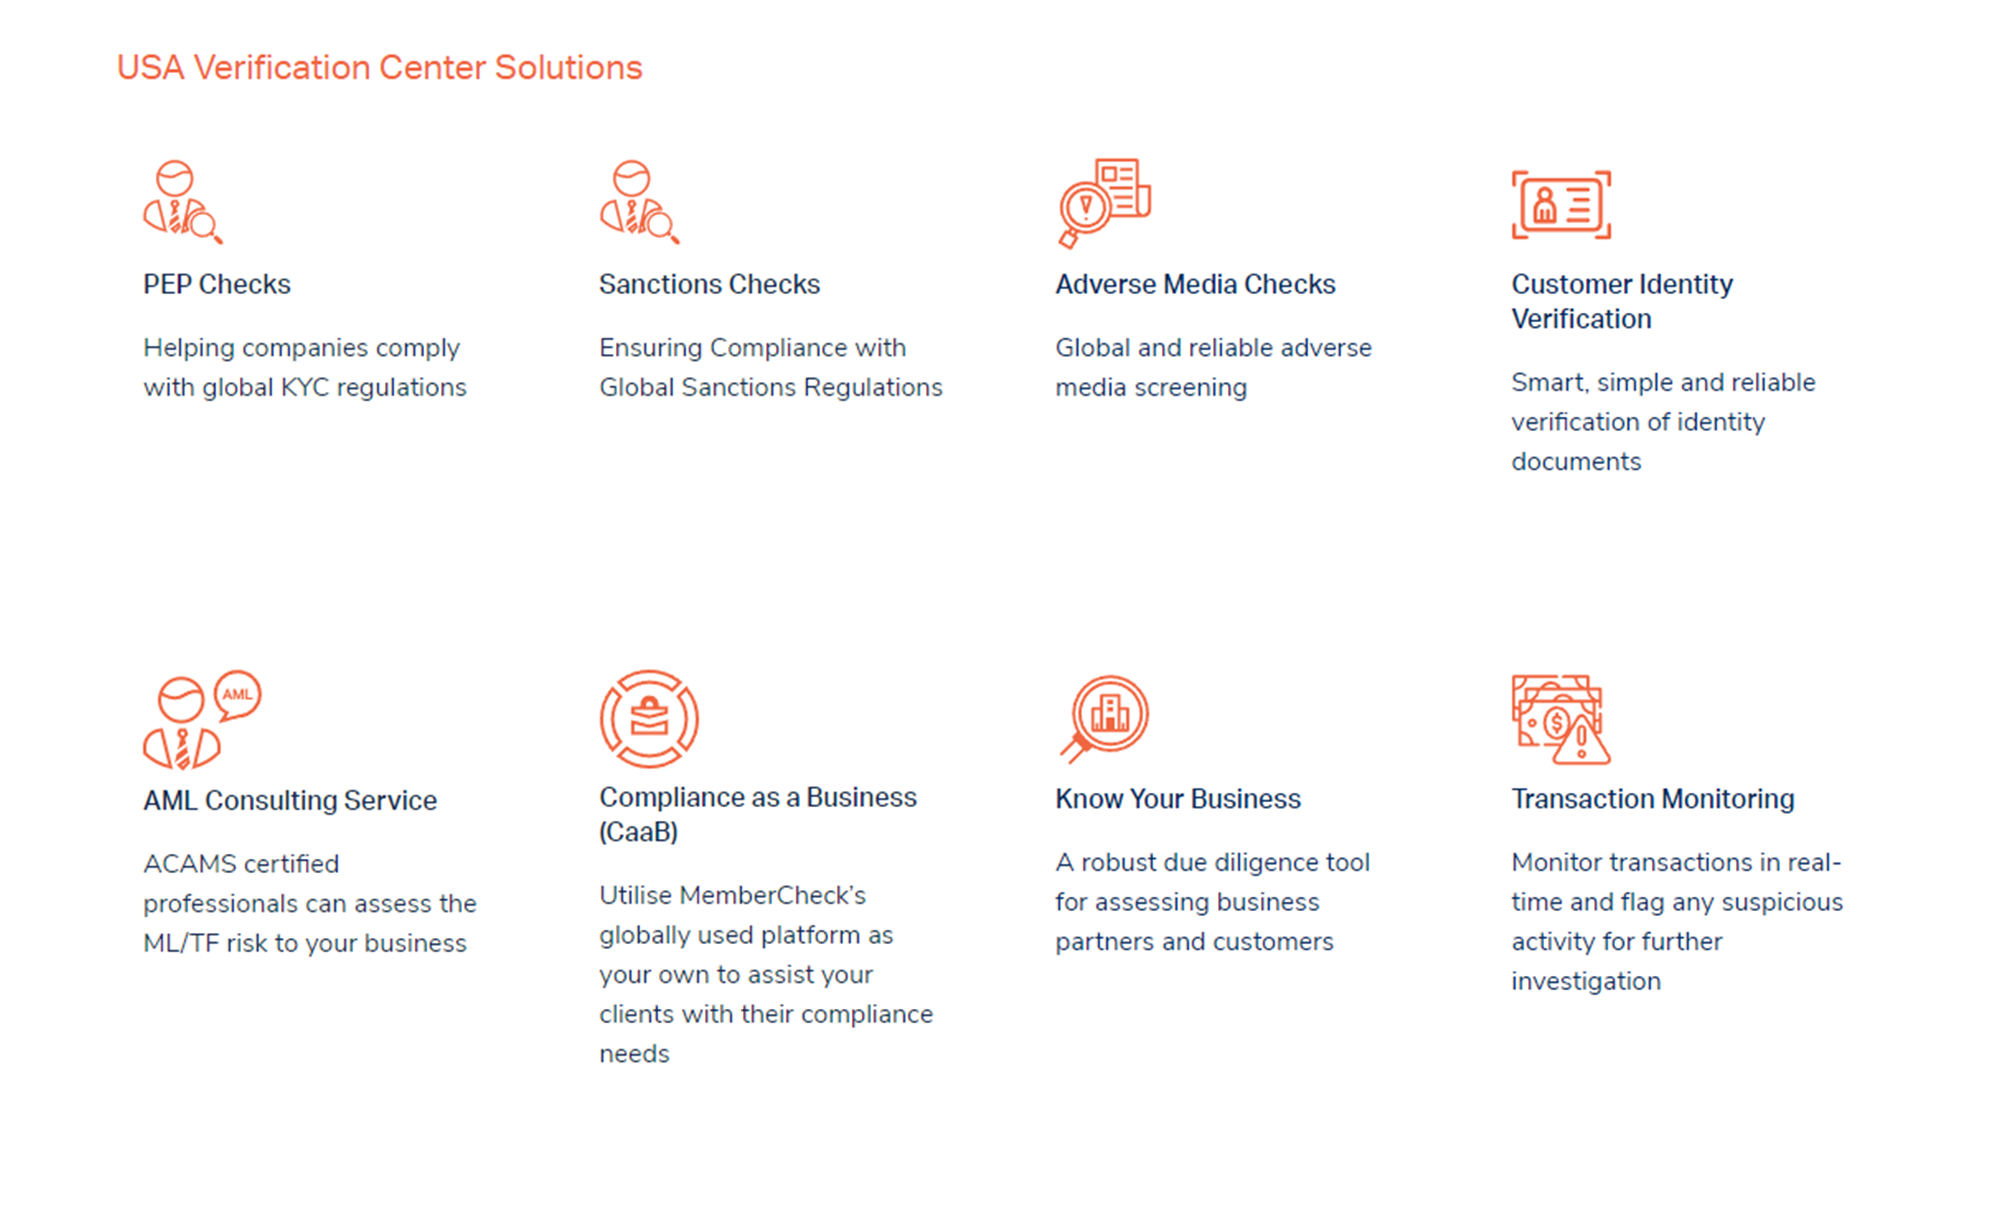 USA Verification Center Solutions
PEP Checks
Helping companies comply
with global KYC regulations
Sanctions Checks
Ensuring Compliance with
Global Sanctions Regulations
Adverse Media Checks
Global and reliable adverse
media screening
Customer Identity
Verification
Smart, simple and reliable
verification of identity
documents
AML
AML Consulting Service
ACAMS certified
professionals can assess the
ML/TF risk to your business
Compliance as a Business
(CaaB)
Utilise MemberCheck’s
globally used platform as
your own to assist your
clients with their compliance
needs
Know Your Business
A robust due diligence tool
for assessing business
partners and customers
$
Transaction Monitoring
Monitor transactions in real-
time and flag any suspicious
activity for further
investigation